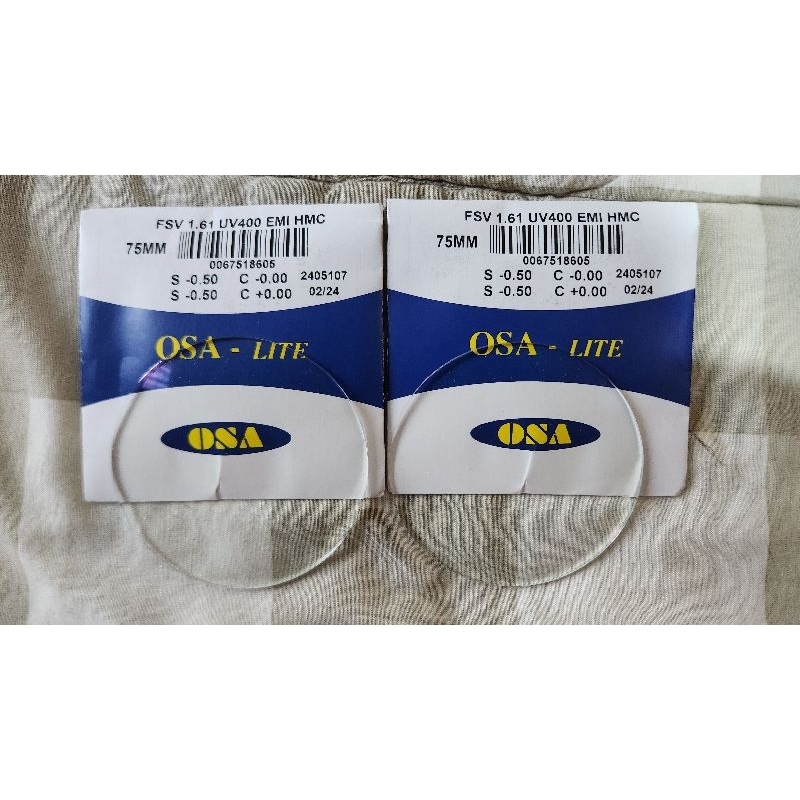 FSV 1.61 UV400 EMI HMC
75MM
0067518605
S -0.50 C -0.00 2405107
S -0.50 C +0.00 02/24
OSA - LITE
OSA
FSV 1.61 UV400 EMI HMC
75MM
0067518605
S -0.50 C -0.00 2405107
S -0.50 C +0.00 02/24
OSA - LITE
OSA